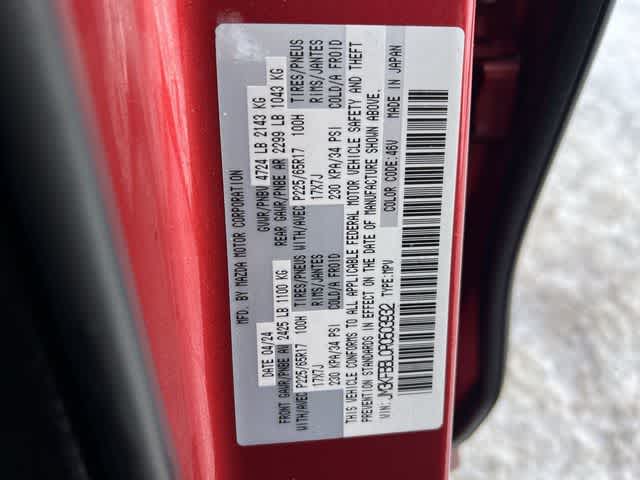 MFD. BY MAZDA MOTOR CORPORATION
DATE 04/24 GVWR/PNBV 4724 LB 2143 KG
FRONT GAWR/PNBE AV 2425 LB 1100 KG REAR GAWR/PNBE AR 2299 LB 1043 KG
WITH/AVEC P225/65R17 100H TIRES/PNEUS WITH/AVEC P225/65R17 100H TIRES/PNEUS
17X7J RIMS/JANTES 17X7J RIMS/JANTES
230 KPA/34 PSI COLD/A FROID 230 KPA/34 PSI COLD/A FROID
THIS VEHICLE CONFORMS TO ALL APPLICABLE FEDERAL MOTOR VEHICLE SAFETY AND THEFT
PREVENTION STANDARDS IN EFFECT ON THE DATE OF MANUFACTURE SHOWN ABOVE.
VIN: JM3KFBBL0R0503932 TYPE:MPV COLOR CODE:46V MADE IN JAPAN